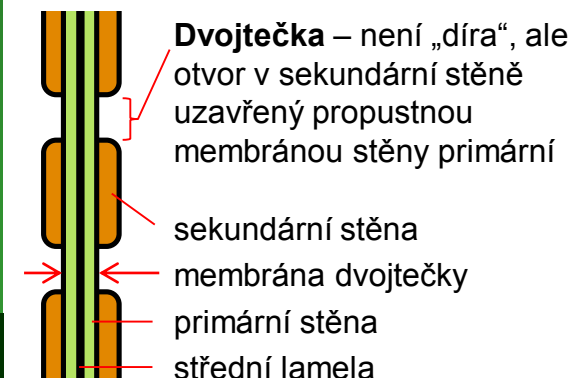 Dvojtečka – není „díra“, ale
otvor v sekundární stěně
uzavřený propustnou
membránou stěny primární
sekundární stěna
membrána dvojtečky
primární stěna
střední lamela